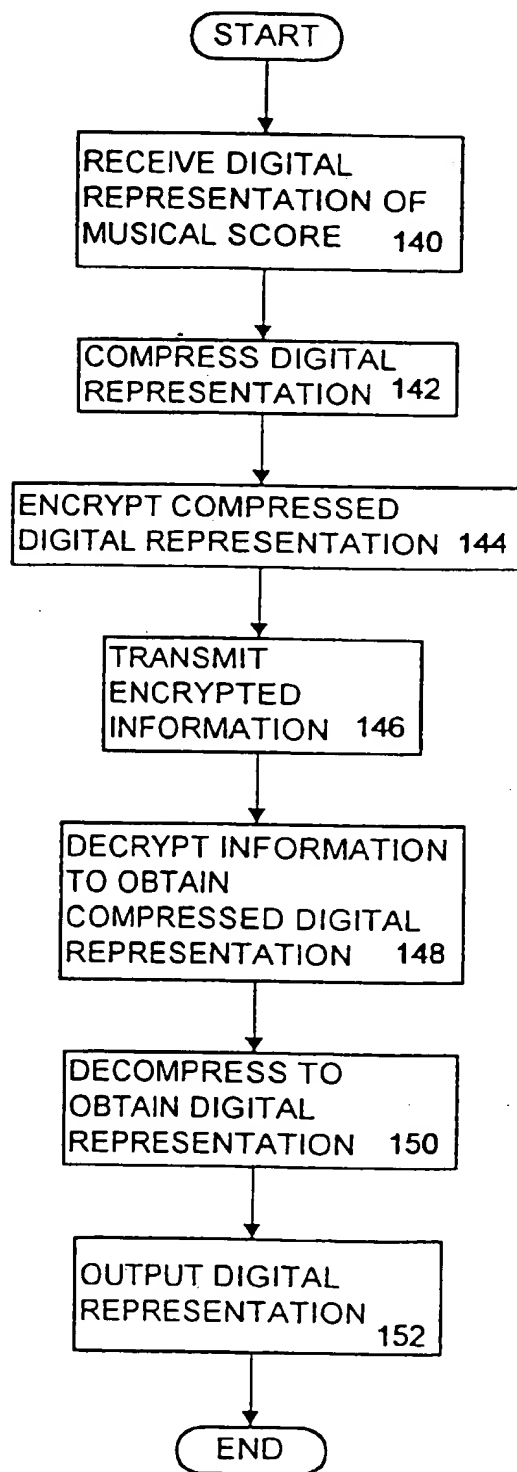 START
RECEIVE DIGITAL
REPRESENTATION OF
MUSICAL SCORE 140
COMPRESS DIGITAL
REPRESENTATION 142
ENCRYPT COMPRESSED
DIGITAL REPRESENTATION 144
TRANSMIT
ENCRYPTED
INFORMATION 146
DECRYPT INFORMATION
TO OBTAIN
COMPRESSED DIGITAL
REPRESENTATION 148
DECOMPRESS TO
OBTAIN DIGITAL
REPRESENTATION 150
OUTPUT DIGITAL
REPRESENTATION
152
END